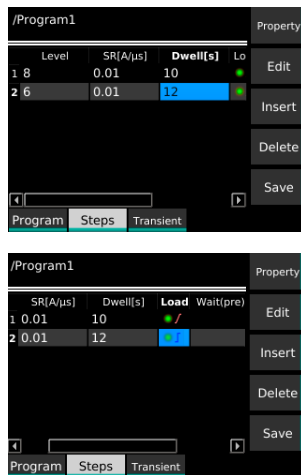 /Program1
Property
Level SR[A/µs] Dwell[s] Lo
1 8 0.01 10
2 6 0.01 12
Edit
Insert
Delete
Save
Program Steps Transient
/Program1
Property
SR[A/µs] Dwell[s] Load Wait(pre)
1 0.01 10
2 0.01 12
Edit
Insert
Delete
Save
Program Steps Transient